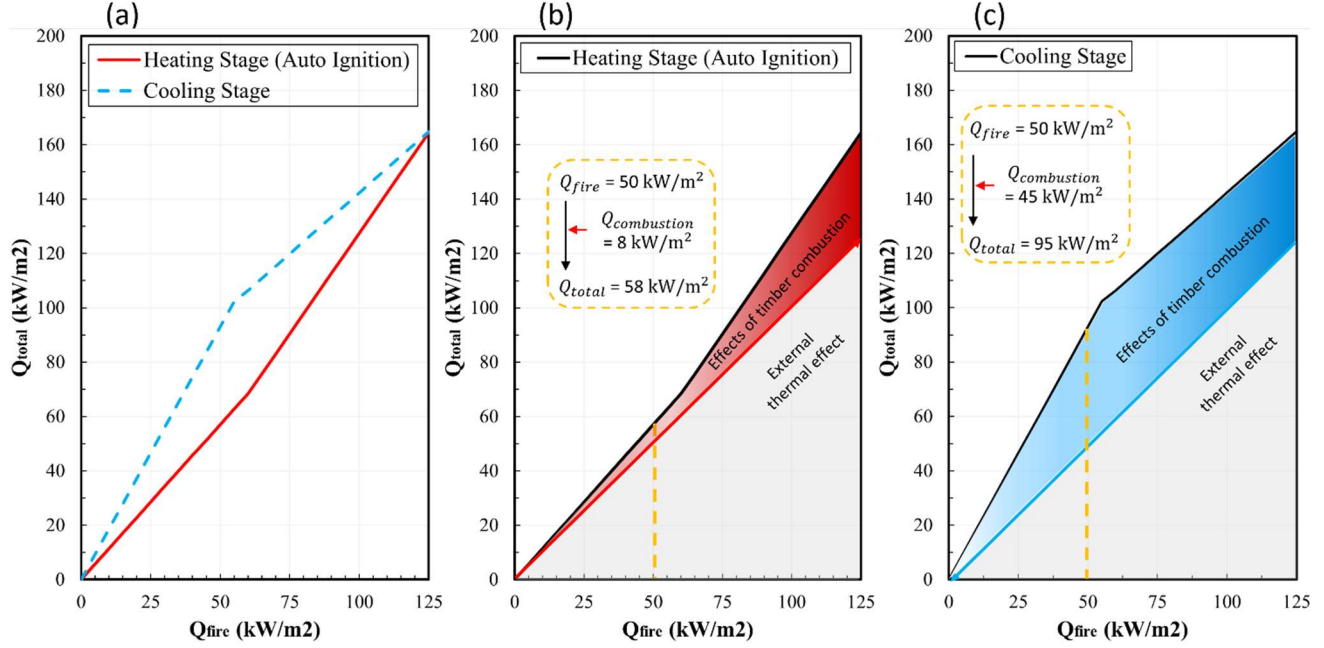 (a)
(b)
(c)
Heating Stage (Auto Ignition)
Cooling Stage
200
180
160
140
120
100
80
60
40
20
0
0
25
50
75
100
125
Qtotal (kW/m2)
Qfire (kW/m2)
Heating Stage (Auto Ignition)
Qfire = 50 kW/m²
Qcombustion
= 8 kW/m²
Qtotal = 58 kW/m²
Effects of timber combustion
External
thermal effect
200
180
160
140
120
100
80
60
40
20
0
0
25
50
75
100
125
Qtotal (kW/m2)
Qfire (kW/m2)
Cooling Stage
Qfire = 50 kW/m²
Qcombustion
= 45 kW/m²
Qtotal = 95 kW/m²
Effects of timber combustion
External
thermal effect
200
180
160
140
120
100
80
60
40
20
0
0
25
50
75
100
125
Qtotal (kW/m2)
Qfire (kW/m2)